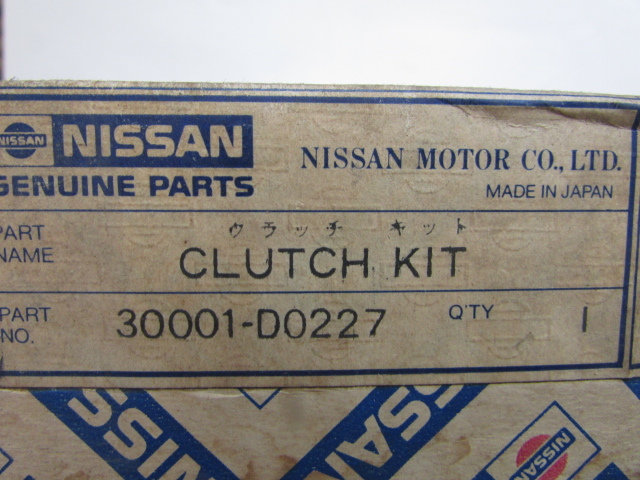 NISSAN NISSAN
GENUINE PARTS
NISSAN MOTOR CO., LTD.
MADE IN JAPAN
PART NAME
クラッチ キット
CLUTCH KIT
PART NO.
30001-D0227
Q'TY 1
NISSAN